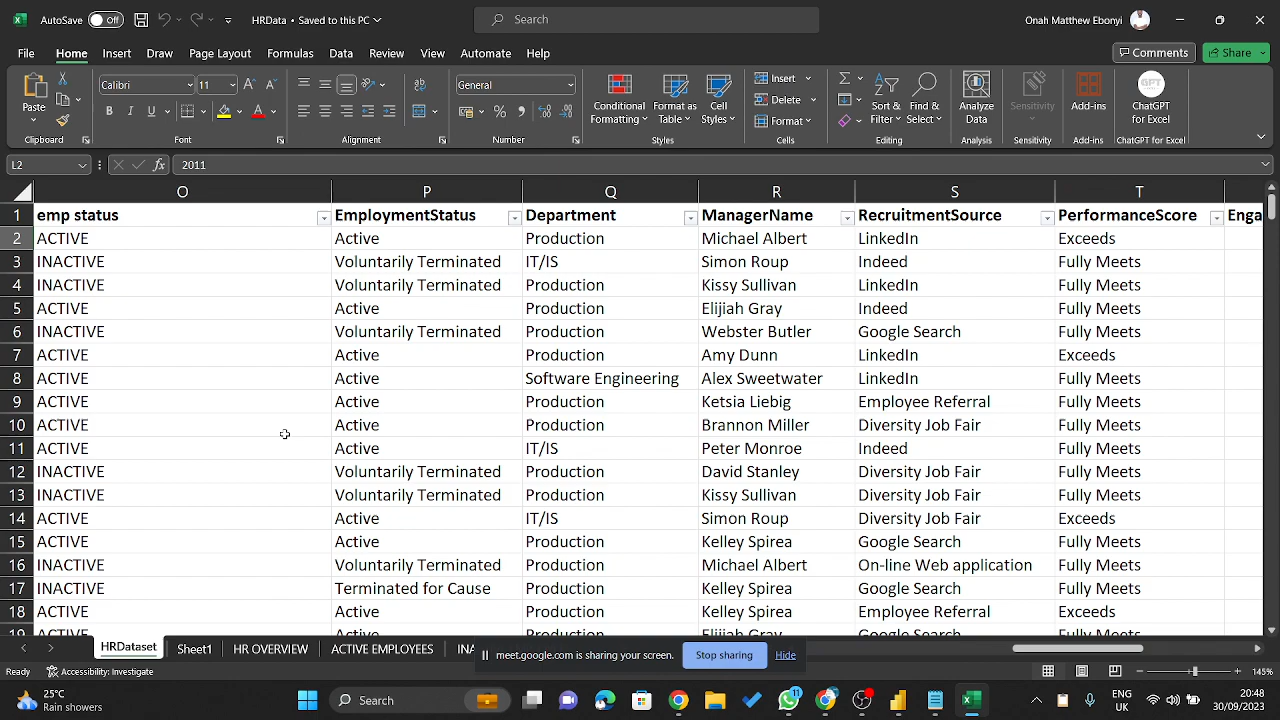 AutoSave Off HRData • Saved to this PC Search Onah Matthew Ebonyi
File Home Insert Draw Page Layout Formulas Data Review View Automate Help Comments Share
Paste Calibri 11 General Conditional Formatting Format as Table Cell Styles Insert Delete Format Sort & Filter Find & Select Analyze Data Sensitivity Add-ins ChatGPT for Excel
Clipboard Font Alignment Number Styles Cells Editing Analysis Sensitivity Add-ins ChatGPT for Excel
L2 fx 2011
O P Q R S T
1 emp status EmploymentStatus Department ManagerName RecruitmentSource PerformanceScore Enga
2 ACTIVE Active Production Michael Albert LinkedIn Exceeds
3 INACTIVE Voluntarily Terminated IT/IS Simon Roup Indeed Fully Meets
4 INACTIVE Voluntarily Terminated Production Kissy Sullivan LinkedIn Fully Meets
5 ACTIVE Active Production Elijiah Gray Indeed Fully Meets
6 INACTIVE Voluntarily Terminated Production Webster Butler Google Search Fully Meets
7 ACTIVE Active Production Amy Dunn LinkedIn Exceeds
8 ACTIVE Active Software Engineering Alex Sweetwater LinkedIn Fully Meets
9 ACTIVE Active Production Ketsia Liebig Employee Referral Fully Meets
10 ACTIVE Active Production Brannon Miller Diversity Job Fair Fully Meets
11 ACTIVE Active IT/IS Peter Monroe Indeed Fully Meets
12 INACTIVE Voluntarily Terminated Production David Stanley Diversity Job Fair Fully Meets
13 INACTIVE Voluntarily Terminated Production Kissy Sullivan Diversity Job Fair Fully Meets
14 ACTIVE Active IT/IS Simon Roup Diversity Job Fair Exceeds
15 ACTIVE Active Production Kelley Spirea Google Search Fully Meets
16 INACTIVE Voluntarily Terminated Production Michael Albert On-line Web application Fully Meets
17 INACTIVE Terminated for Cause Production Kelley Spirea Google Search Fully Meets
18 ACTIVE Active Production Kelley Spirea Employee Referral Exceeds
19 ACTIVE Active Production Elijiah Gray Google Search Fully Meets
HRDataset Sheet1 HR OVERVIEW ACTIVE EMPLOYEES INA meet.google.com is sharing your screen. Stop sharing Hide
Ready Accessibility: Investigate 145%
25°C Rain showers Search 11 ENG UK 20:48 30/09/2023